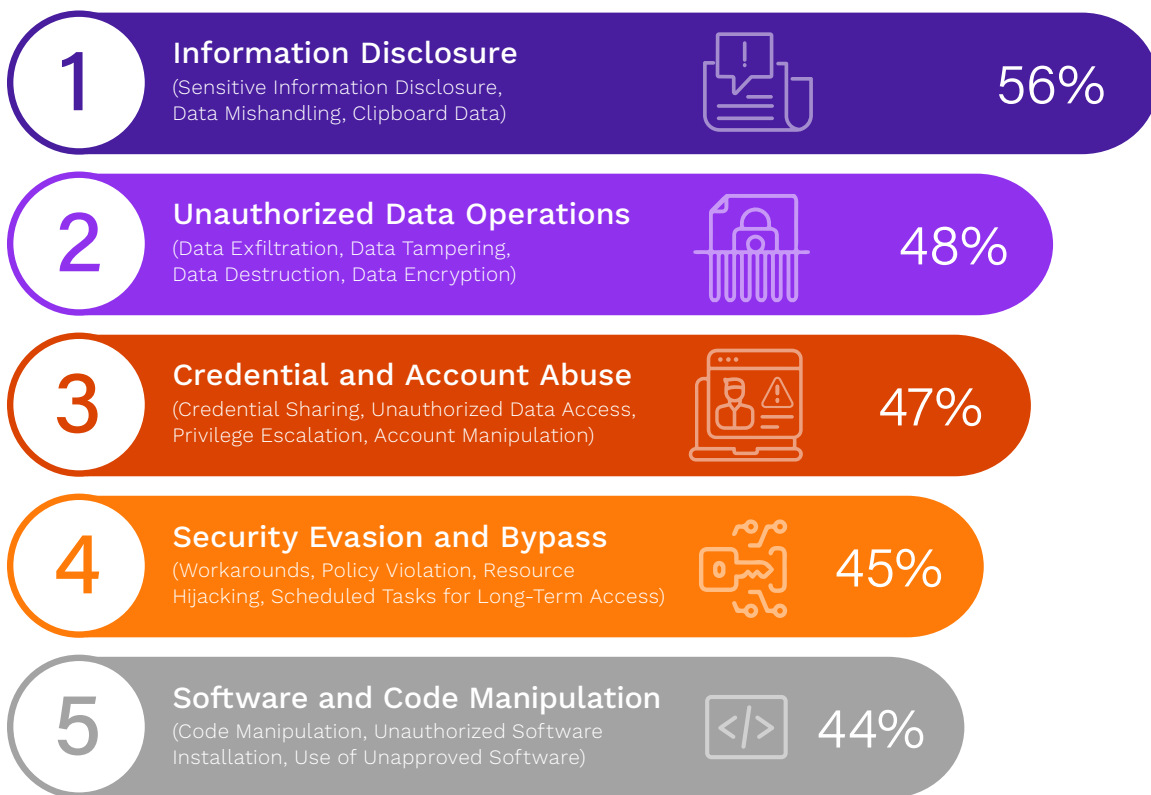 1
Information Disclosure
(Sensitive Information Disclosure,
Data Mishandling, Clipboard Data)
56%
2
Unauthorized Data Operations
(Data Exfiltration, Data Tampering,
Data Destruction, Data Encryption)
48%
3
Credential and Account Abuse
(Credential Sharing, Unauthorized Data Access,
Privilege Escalation, Account Manipulation)
47%
4
Security Evasion and Bypass
(Workarounds, Policy Violation, Resource
Hijacking, Scheduled Tasks for Long-Term Access)
45%
5
Software and Code Manipulation
(Code Manipulation, Unauthorized Software
Installation, Use of Unapproved Software)
</>
44%